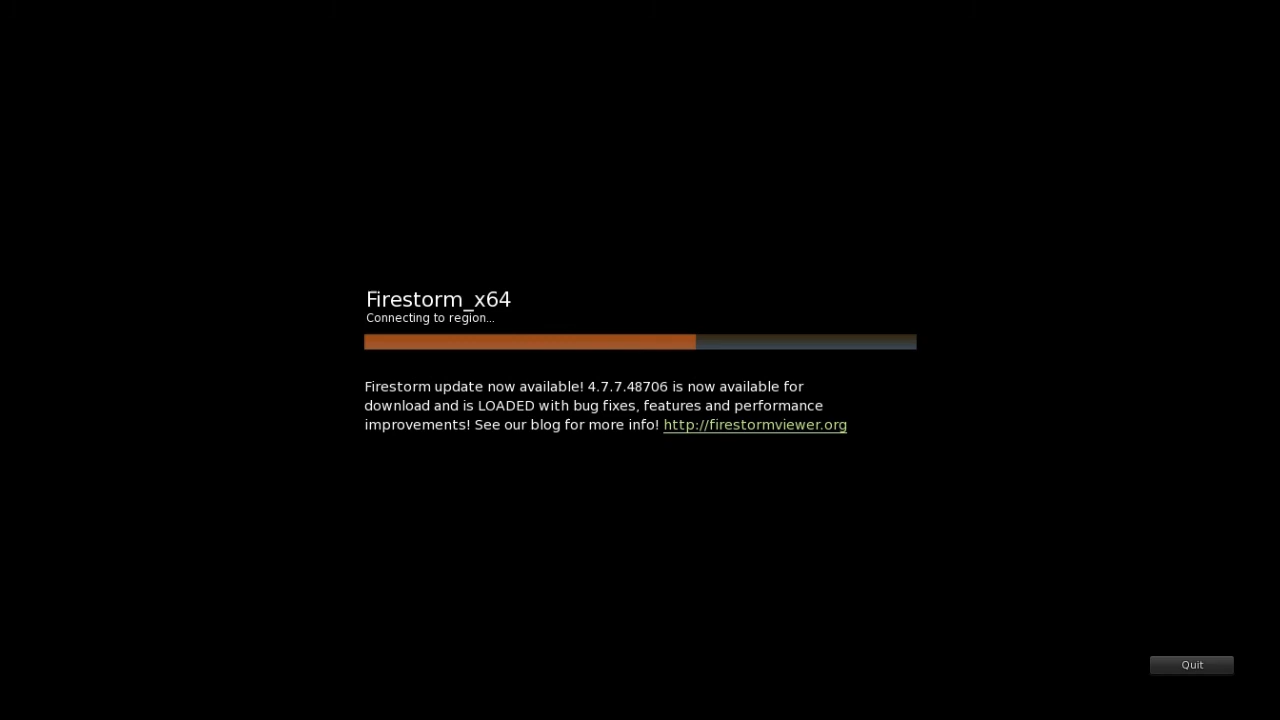 Firestorm_x64
Connecting to region...
Firestorm update now available! 4.7.7.48706 is now available for
download and is LOADED with bug fixes, features and performance
improvements! See our blog for more info! http://firestormviewer.org
Quit